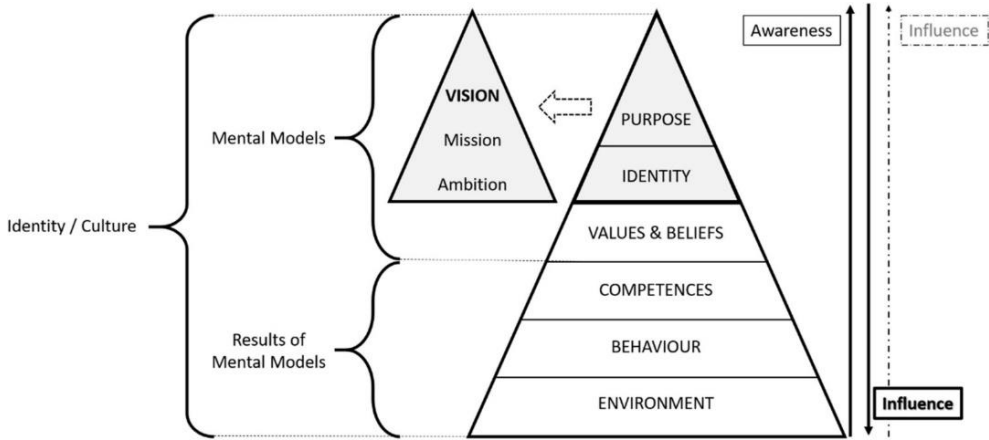 Awareness
Influence
VISION
Mission
Ambition
PURPOSE
IDENTITY
Mental Models
Identity / Culture
VALUES & BELIEFS
COMPETENCES
Results of
Mental Models
BEHAVIOUR
ENVIRONMENT
Influence